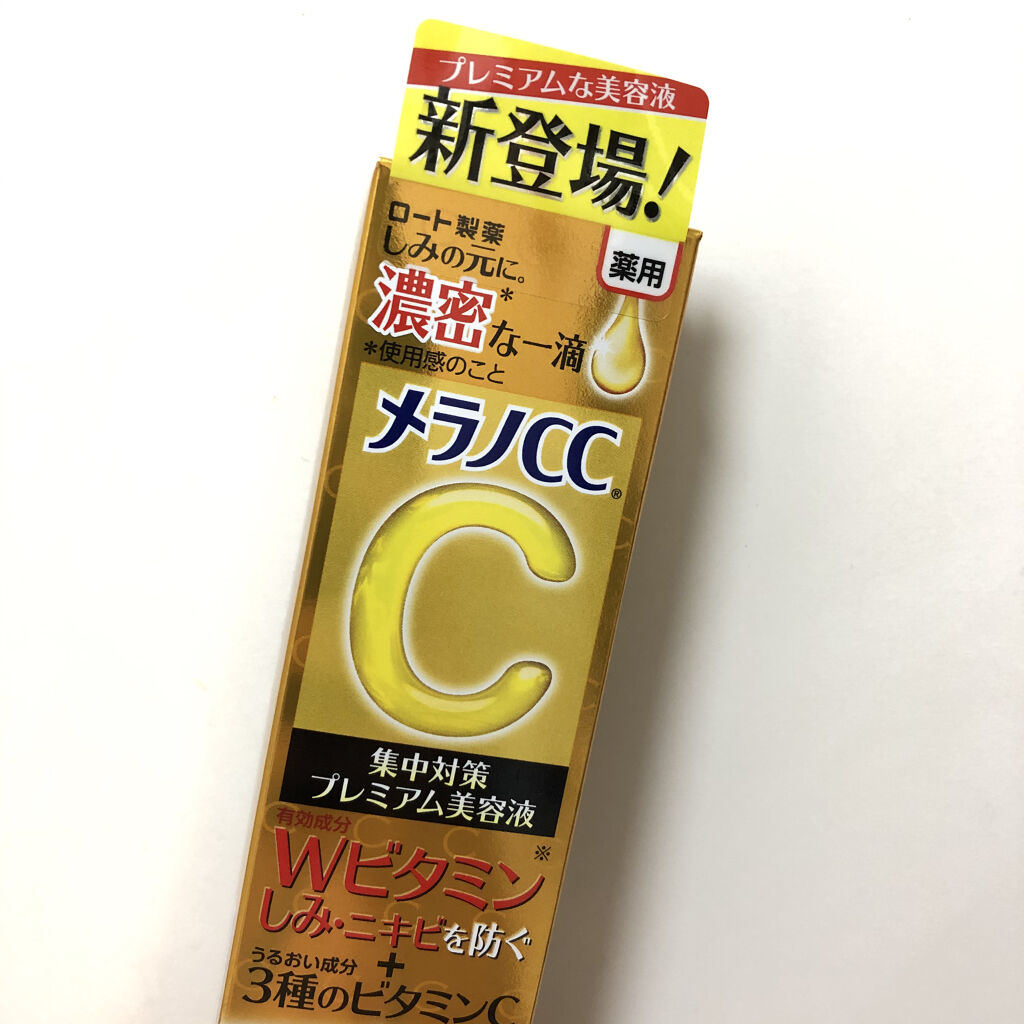 プレミアムな美容液
新登場!
ロート製薬
薬用
しみの元に。
濃密*な一滴
*使用感のこと
メラノCC®
C
集中対策
プレミアム美容液
有効成分
Wビタミン※
しみ・ニキビを防ぐ
+
うるおい成分
3種のビタミンC